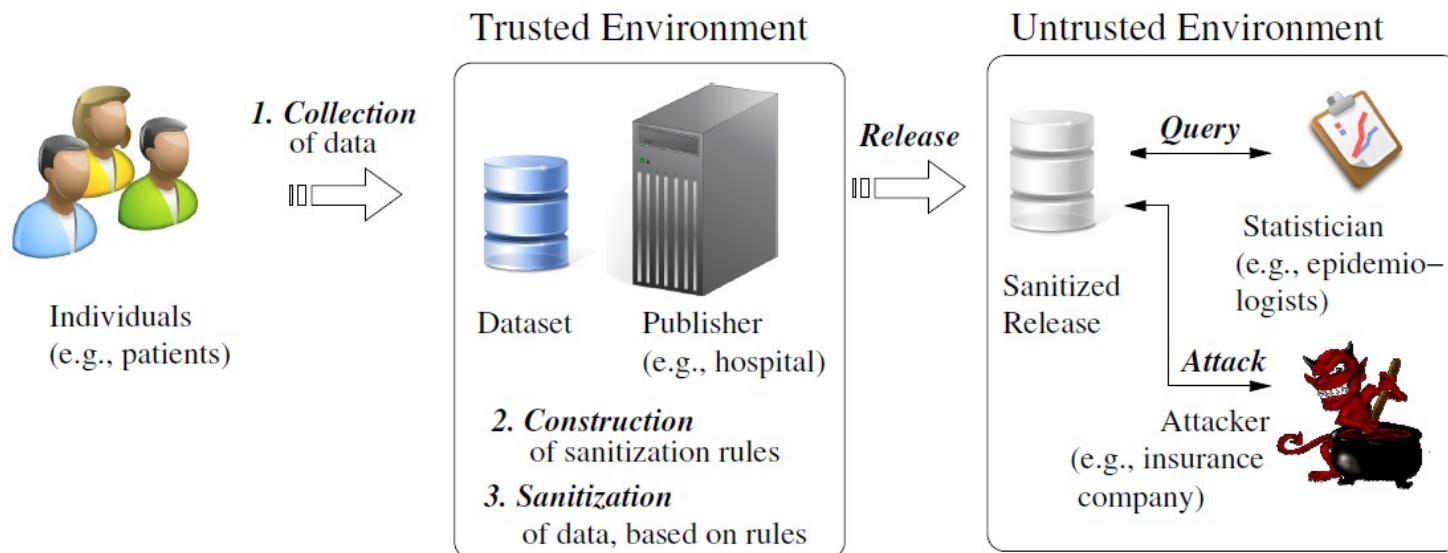 Trusted Environment
Untrusted Environment
1. Collection
of data
Individuals
(e.g., patients)
Dataset
Publisher
(e.g., hospital)
2. Construction
of sanitization rules
3. Sanitization
of data, based on rules
Release
Sanitized
Release
Query
Statistician
(e.g., epidemio–
logists)
Attack
Attacker
(e.g., insurance
company)